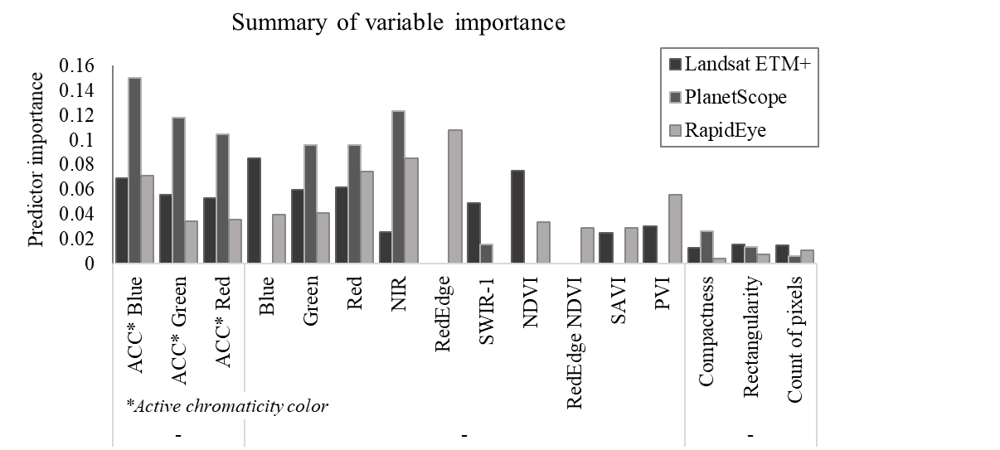 Summary of variable importance
Landsat ETM+
PlanetScope
RapidEye
Predictor importance
0.16
0.14
0.12
0.1
0.08
0.06
0.04
0.02
0
ACC* Blue
ACC* Green
ACC* Red
Blue
Green
Red
NIR
RedEdge
SWIR-1
NDVI
RedEdge NDVI
SAVI
PVI
Compactness
Rectangularity
Count of pixels
*Active chromaticity color
- - -